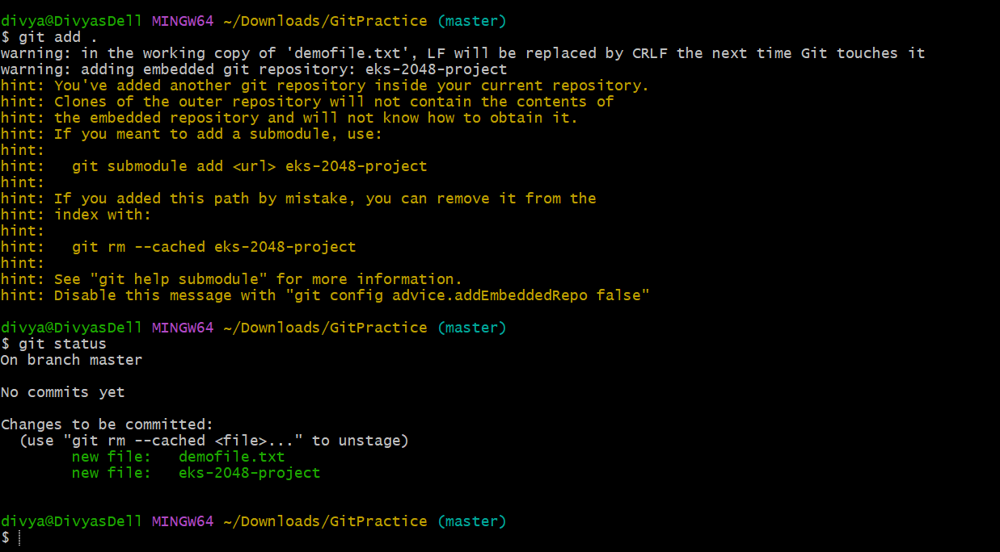 divya@DivyasDell MINGW64 ~/Downloads/GitPractice (master)
$ git add .
warning: in the working copy of 'demofile.txt', LF will be replaced by CRLF the next time Git touches it
warning: adding embedded git repository: eks-2048-project
hint: You've added another git repository inside your current repository.
hint: Clones of the outer repository will not contain the contents of
hint: the embedded repository and will not know how to obtain it.
hint: If you meant to add a submodule, use:
hint:
hint:   git submodule add <url> eks-2048-project
hint:
hint: If you added this path by mistake, you can remove it from the
hint: index with:
hint:
hint:   git rm --cached eks-2048-project
hint:
hint: See "git help submodule" for more information.
hint: Disable this message with "git config advice.addEmbeddedRepo false"
divya@DivyasDell MINGW64 ~/Downloads/GitPractice (master)
$ git status
On branch master
No commits yet
Changes to be committed:
  (use "git rm --cached <file>..." to unstage)
        new file:   demofile.txt
        new file:   eks-2048-project
divya@DivyasDell MINGW64 ~/Downloads/GitPractice (master)
$